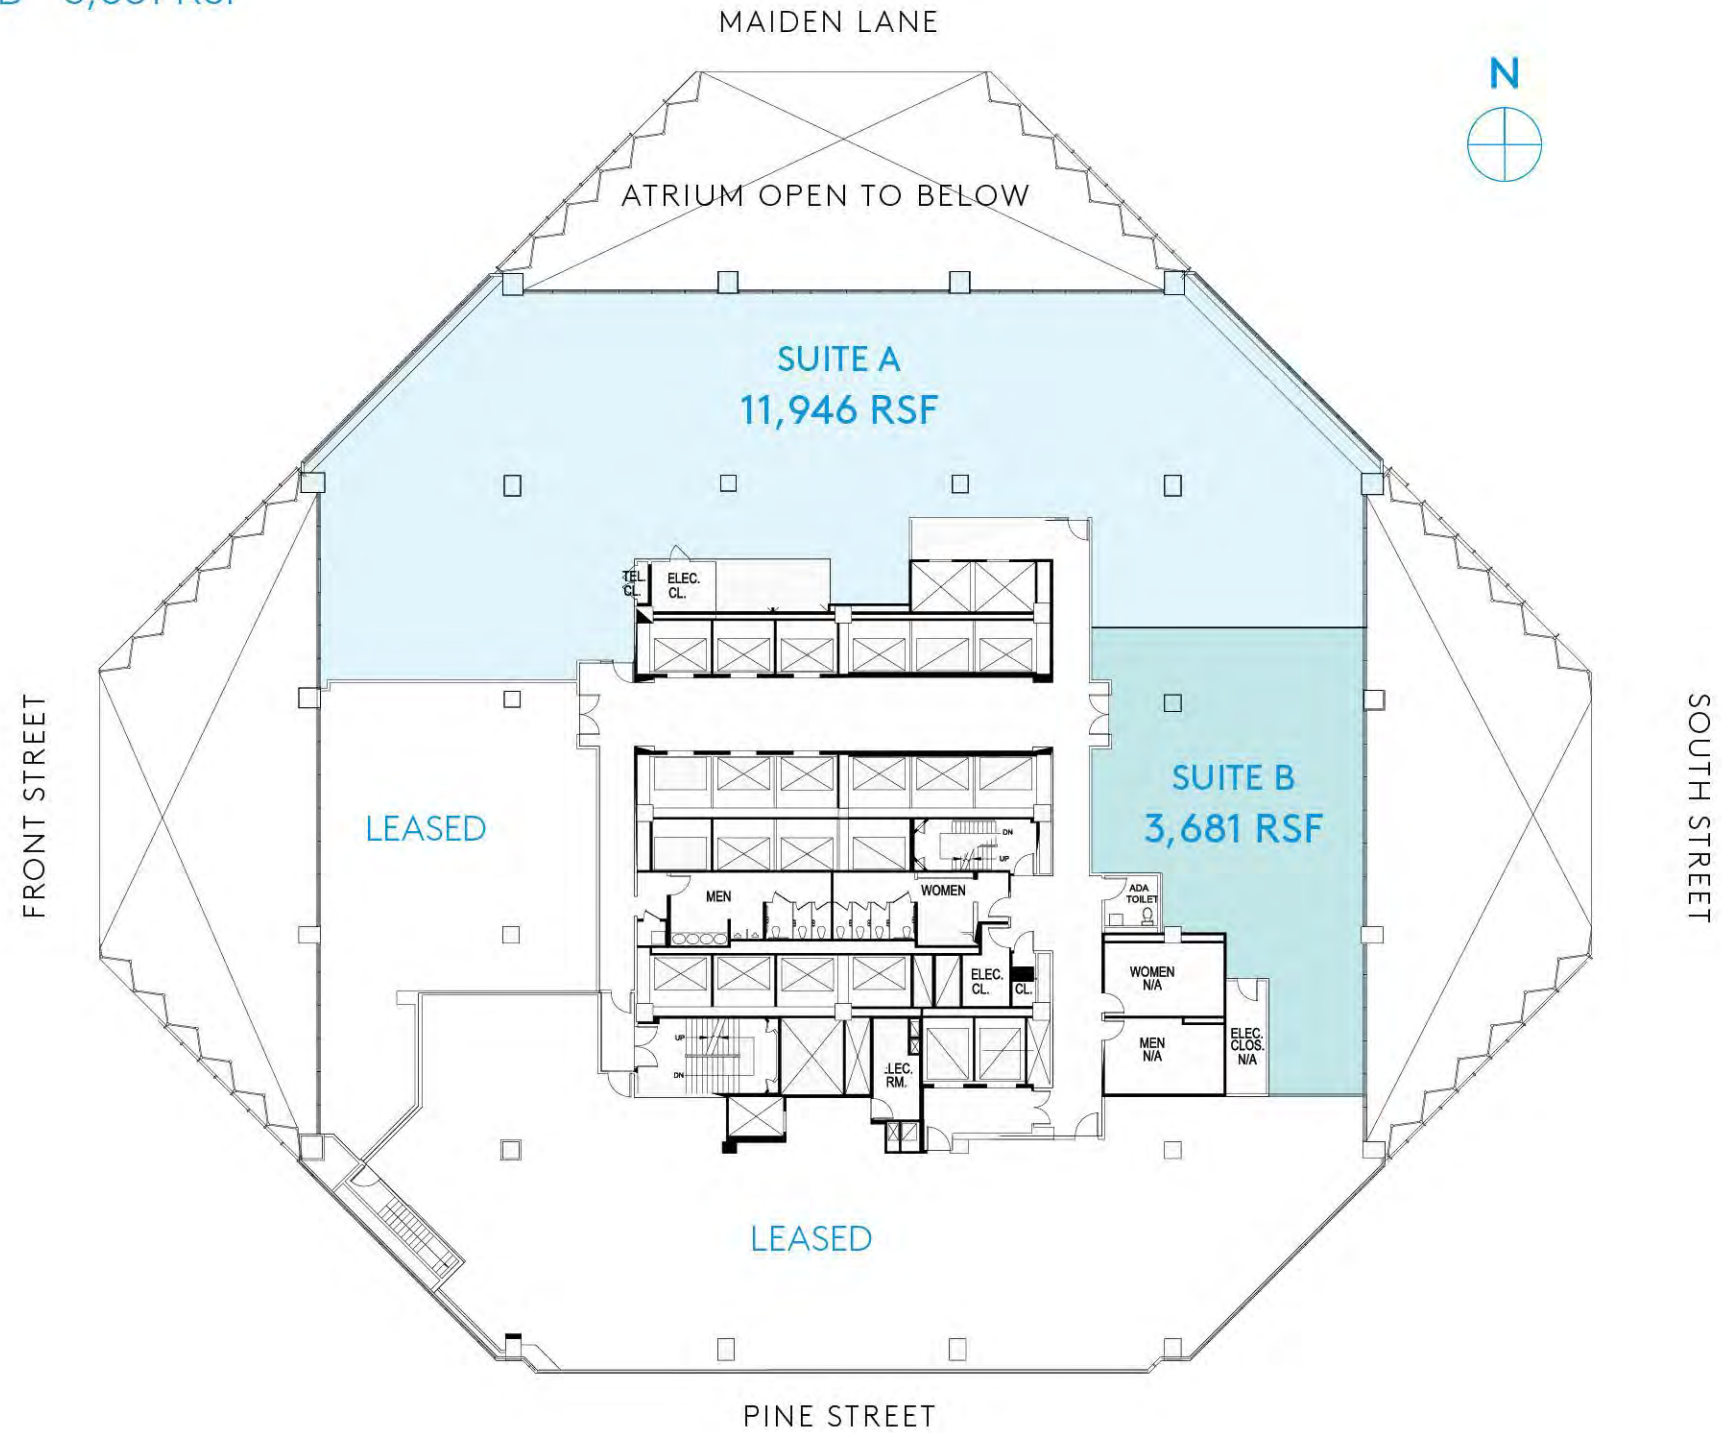 MAIDEN LANE
N
ATRIUM OPEN TO BELOW
SUITE A
11,946 RSF
TEL.
CL.
ELEC.
CL.
FRONT STREET
SOUTH STREET
LEASED
SUITE B
3,681 RSF
DN
UP
MEN
WOMEN
ADA
TOILET
ELEC.
CL.
CL.
WOMEN
N/A
UP
DN
MEN
N/A
ELEC.
CLOS.
N/A
LEC.
RM.
LEASED
PINE STREET